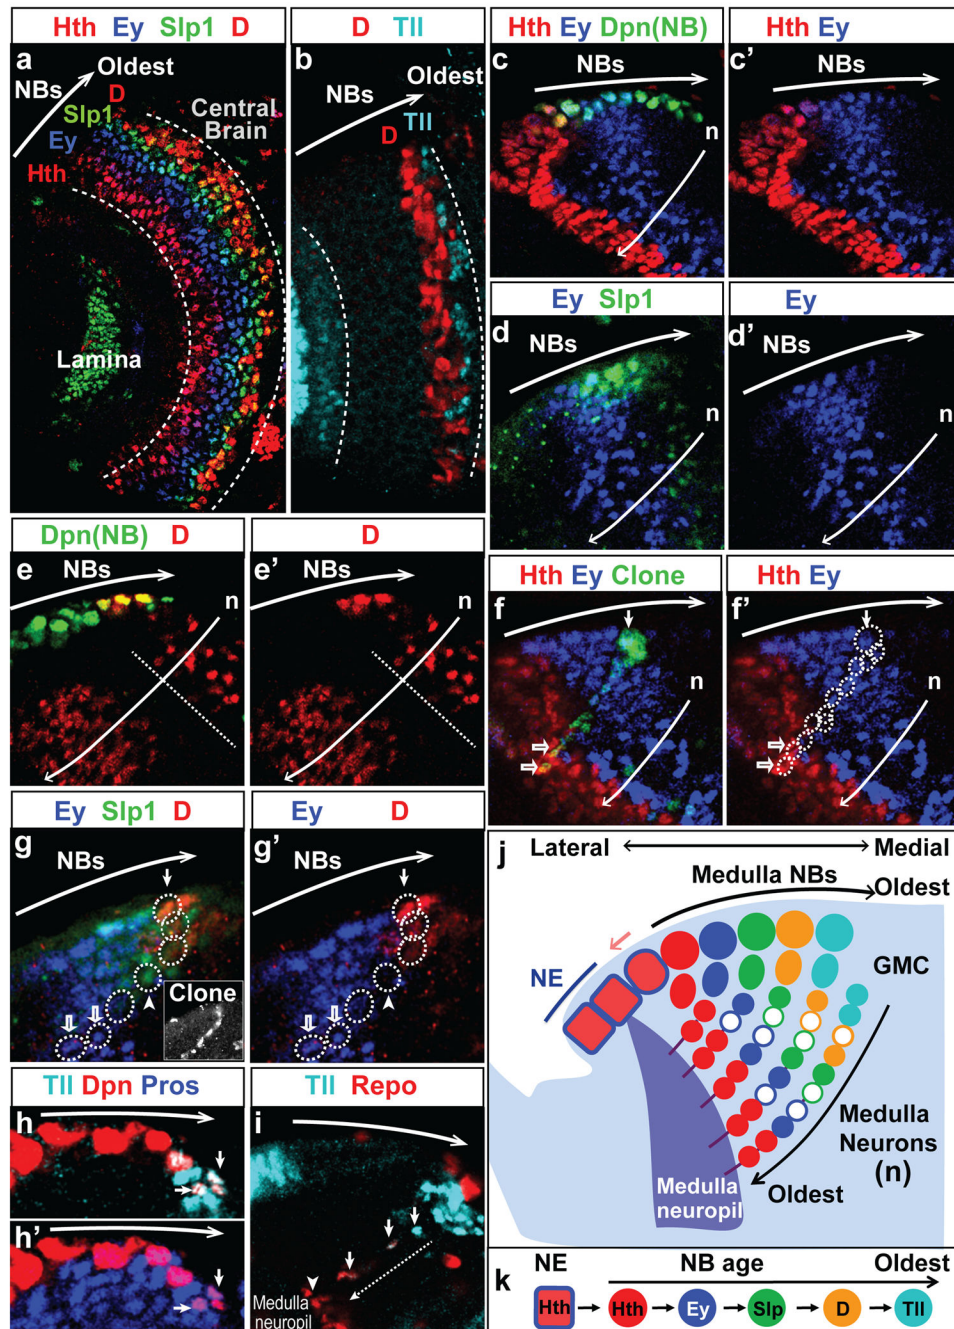 Hth Ey Slp1 D
a
Oldest
NBs
D
Slp1
Ey
Hth
Central
Brain
Lamina
D Tll
b
Oldest
NBs
D
Tll
Hth Ey Dpn(NB)
c
NBs
n
Hth Ey
c'
NBs
n
Ey Slp1
d
NBs
n
Ey
d'
NBs
n
Dpn(NB) D
e
NBs
n
D
e'
NBs
n
Hth Ey Clone
f
n
Hth Ey
f'
n
Ey Slp1 D
g
NBs
Clone
Ey D
g'
NBs
Tll Dpn Pros
h
h'
Tll Repo
i
Medulla
neuropil
j
Lateral
Medial
Medulla NBs
Oldest
NE
GMC
Medulla
Neurons
(n)
Oldest
Medulla
neuropil
k
NE
NB age
Oldest
Hth
Hth
Ey
Slp
D
Tll